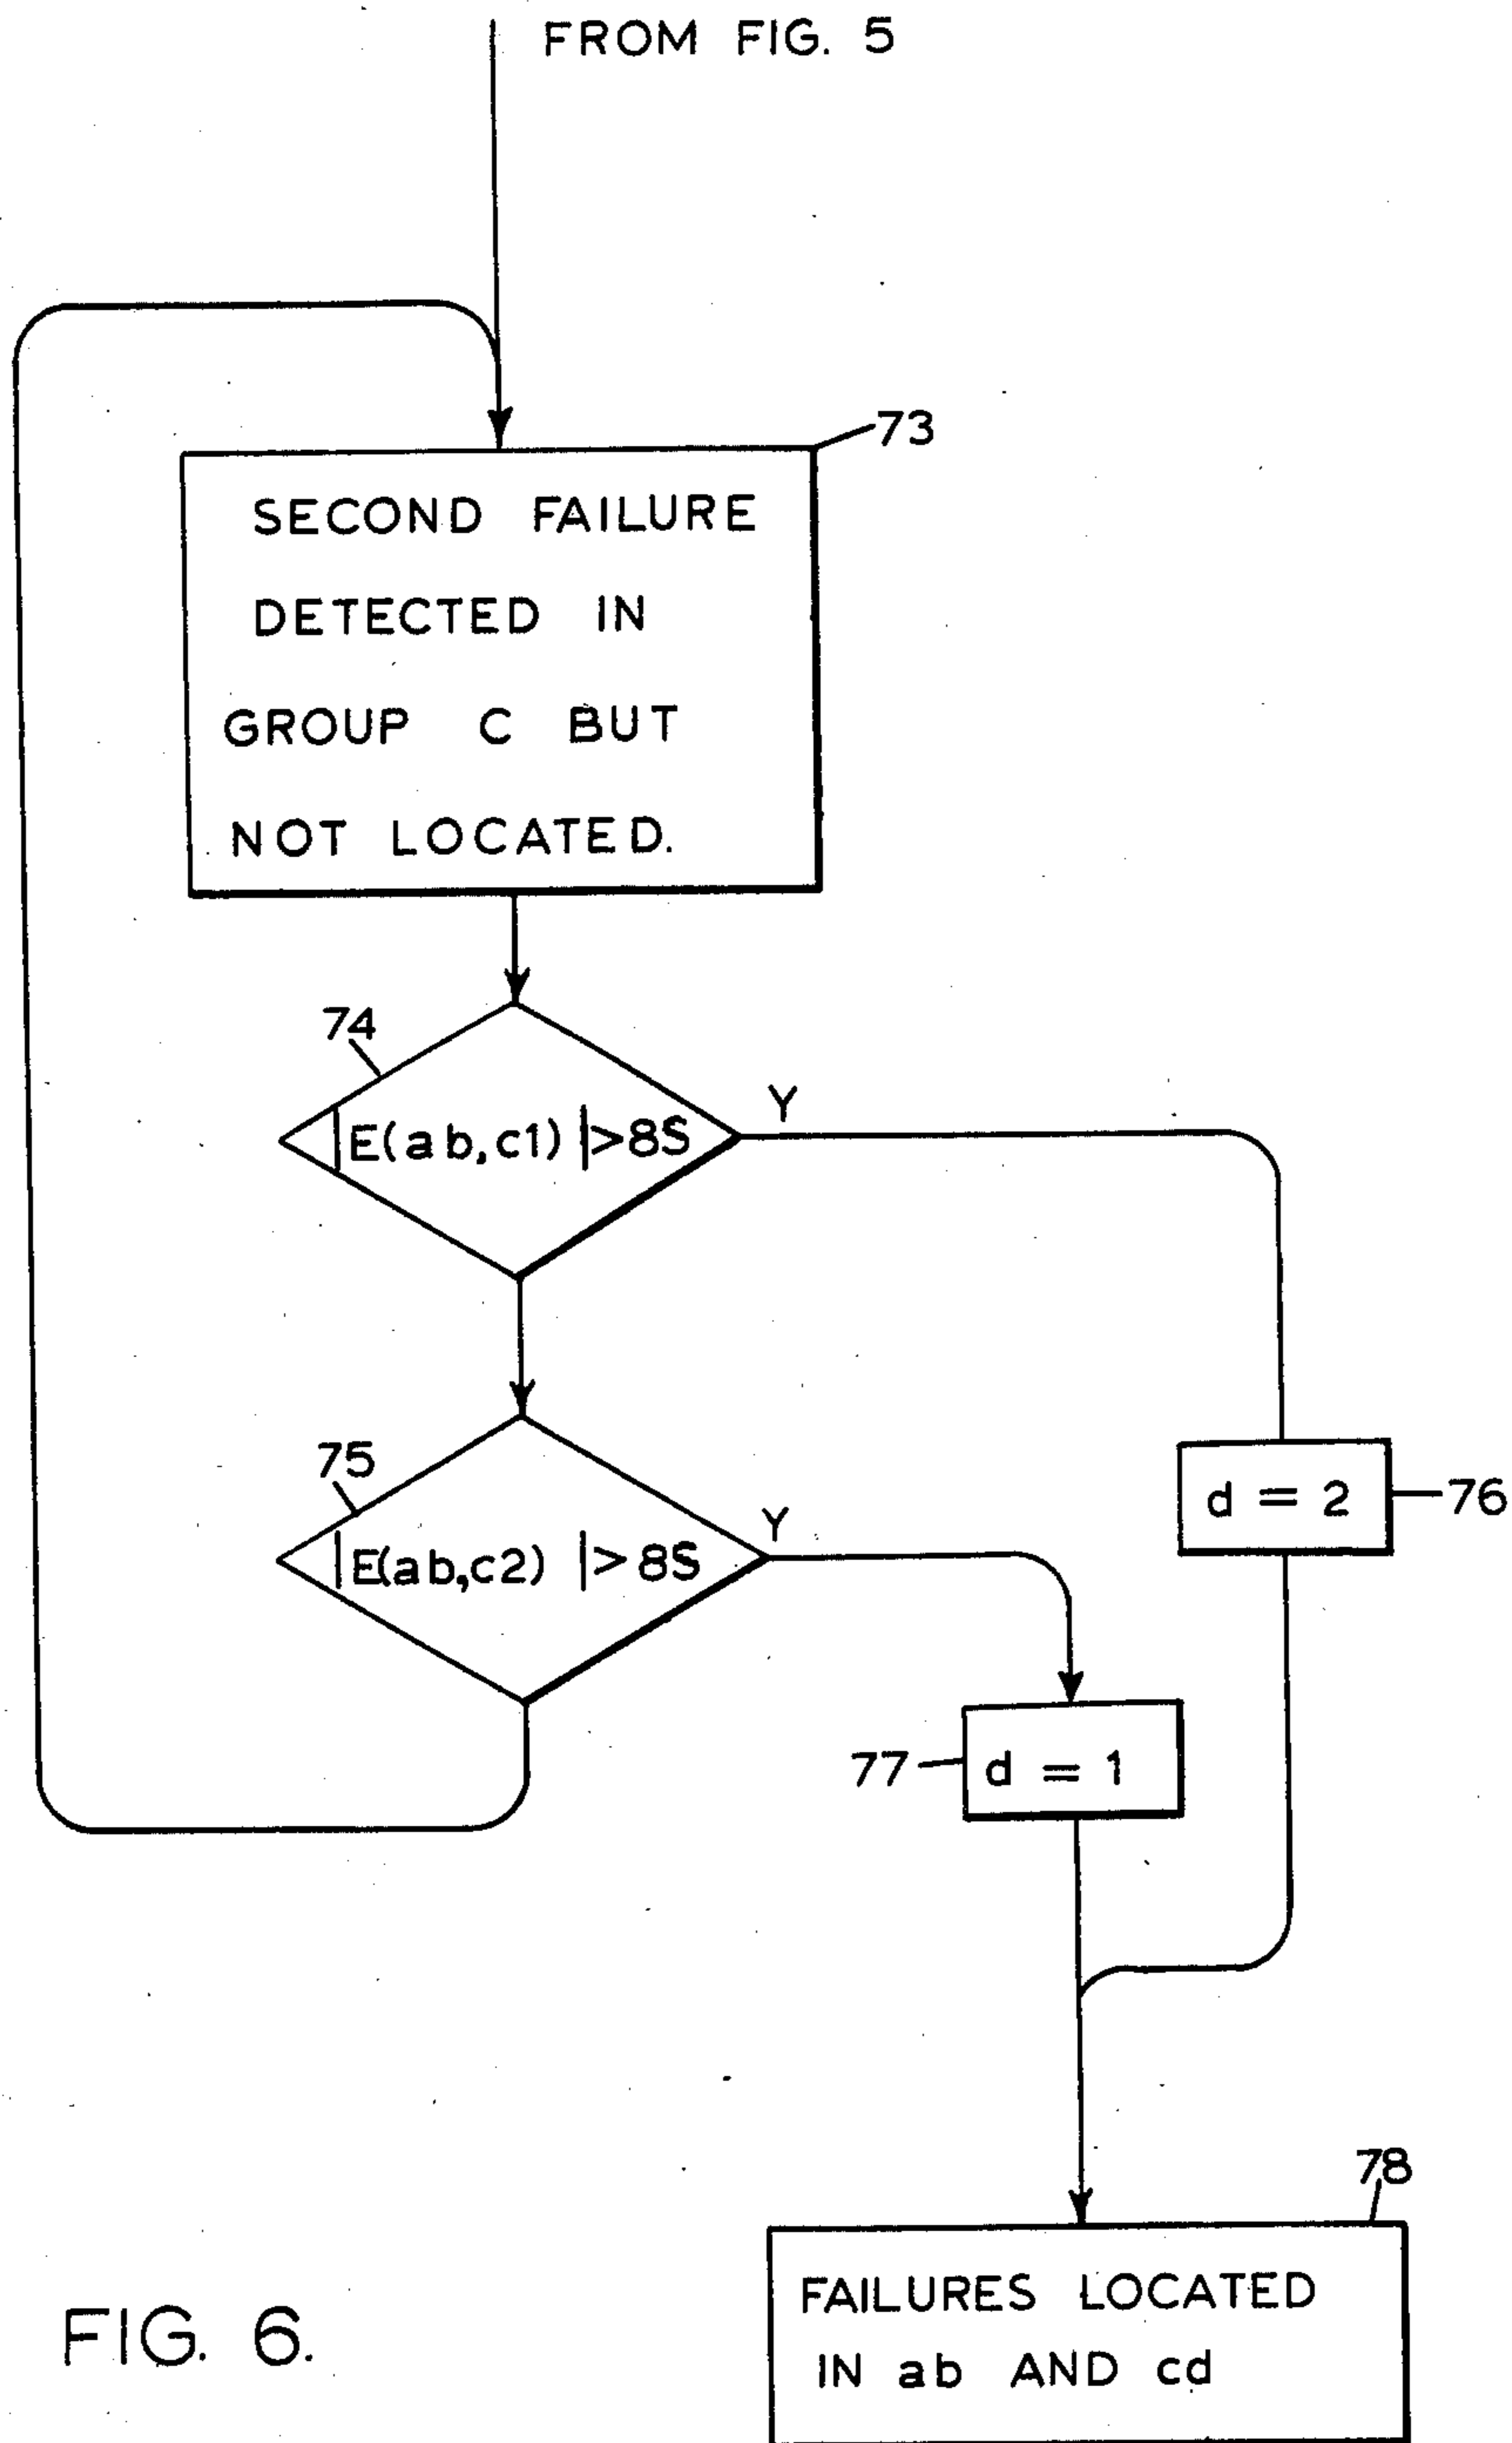 FROM FIG. 5
73
SECOND FAILURE
DETECTED IN
GROUP C BUT
NOT LOCATED.
74
|E(ab,c1)|>8S
Y
75
|E(ab,c2)|>8S
Y
d = 2
76
77
d = 1
78
FAILURES LOCATED
IN ab AND cd
FIG. 6.